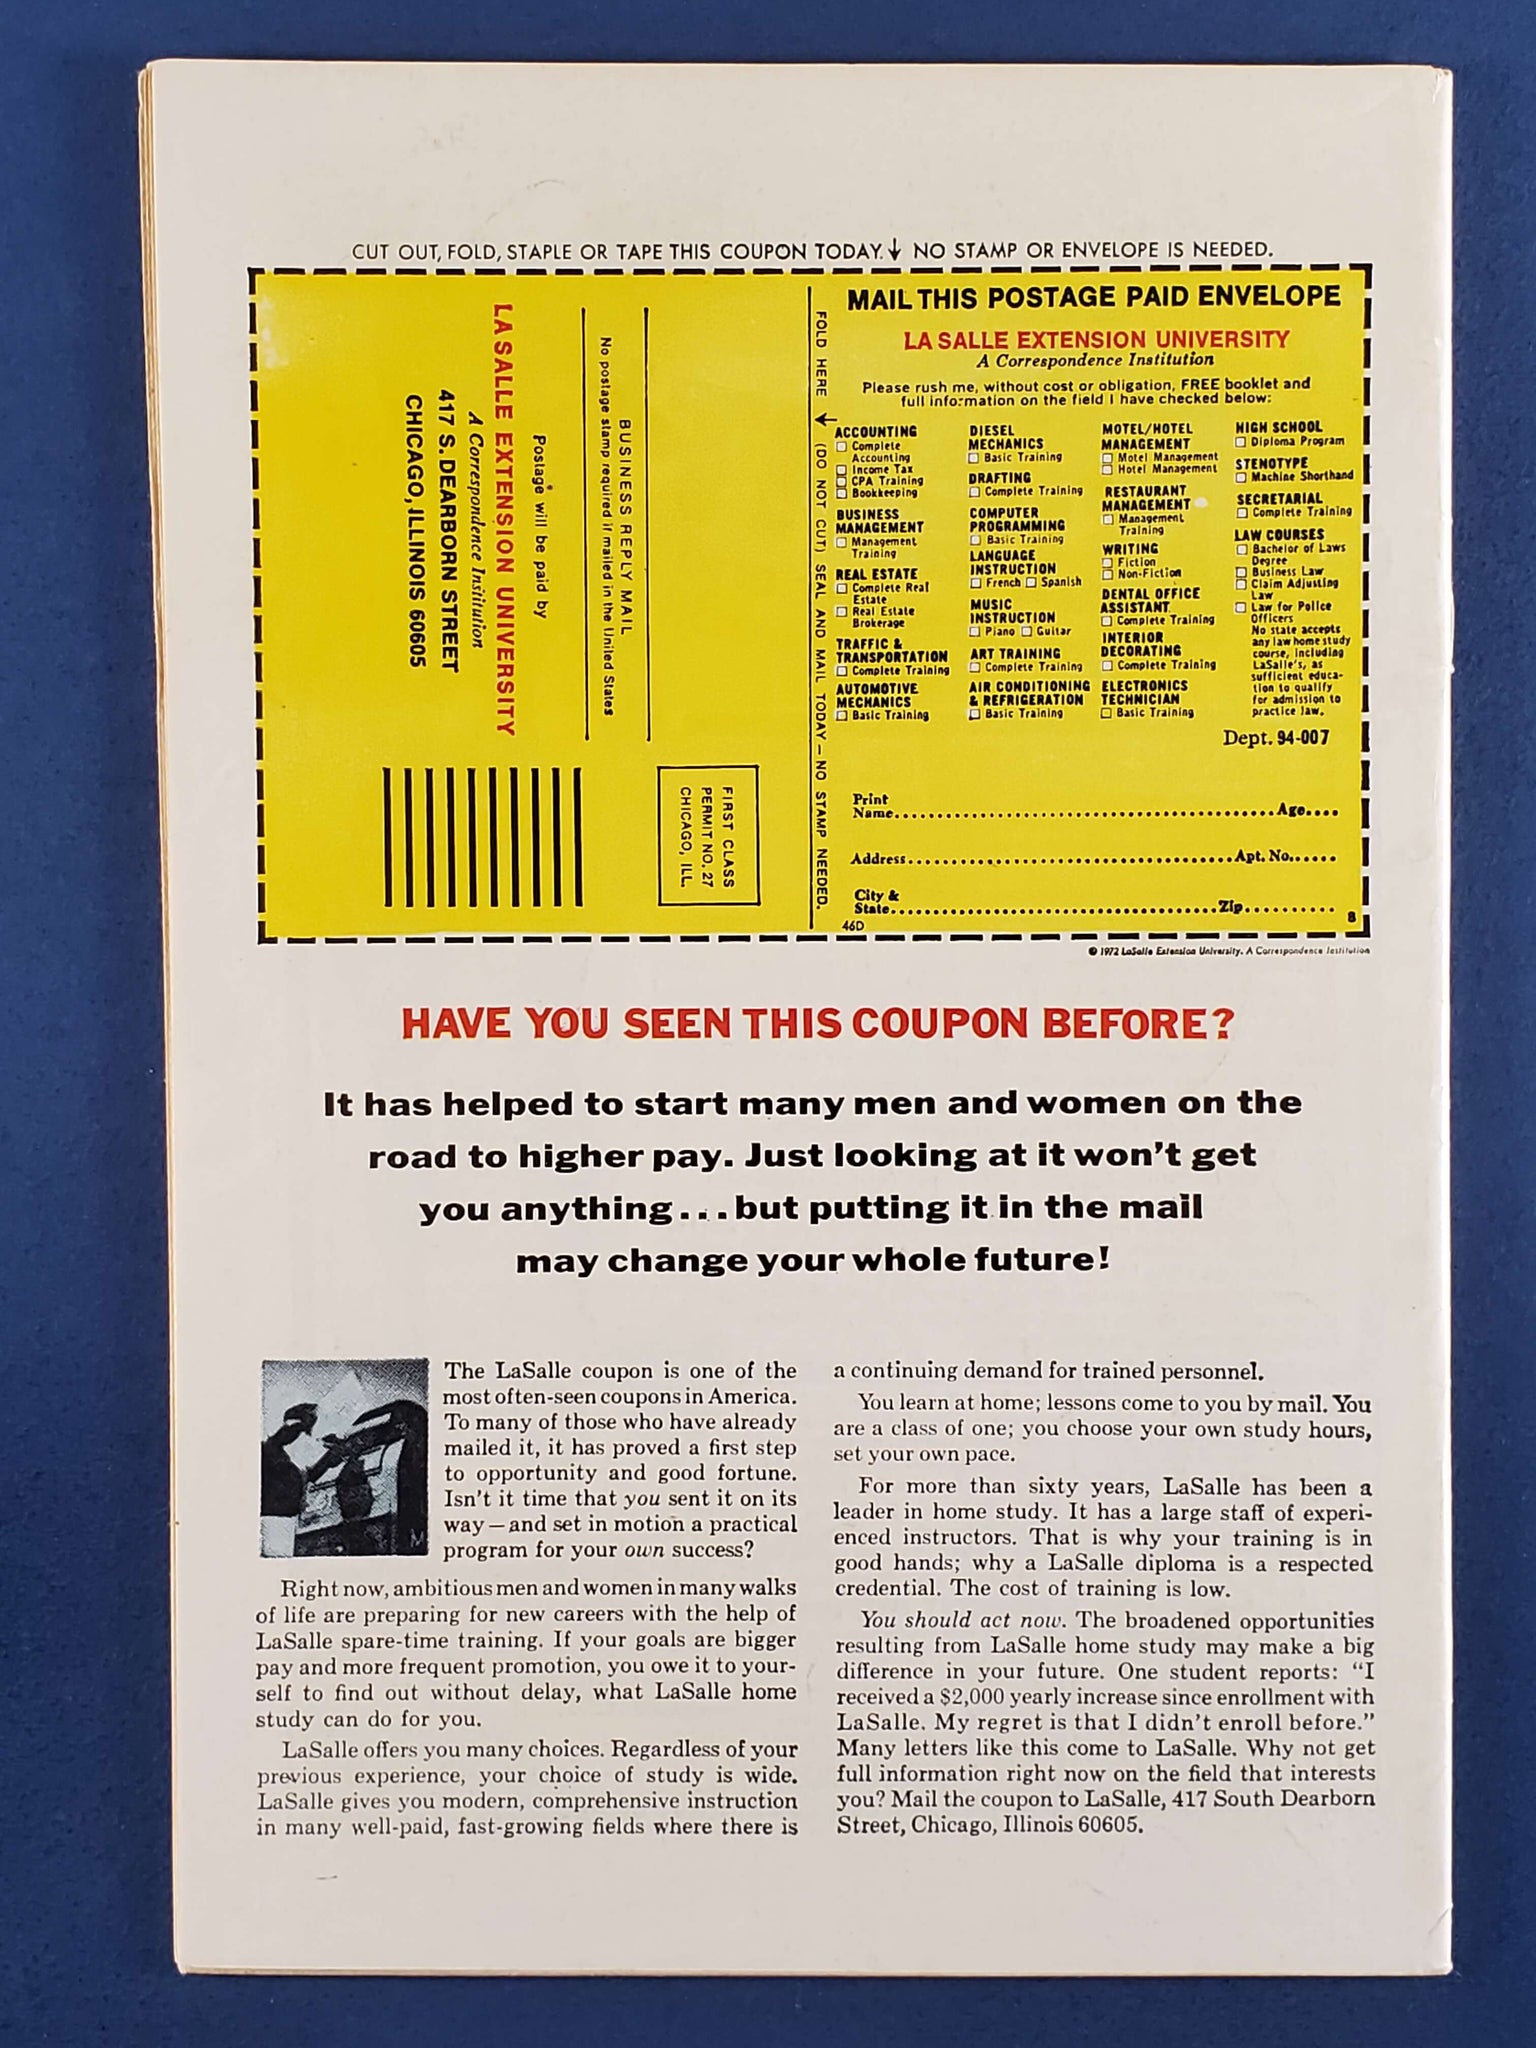 CUT OUT, FOLD, STAPLE OR TAPE THIS COUPON TODAY. ↓ NO STAMP OR ENVELOPE IS NEEDED.
FIRST CLASS
PERMIT NO. 27
CHICAGO, ILL.
BUSINESS REPLY MAIL
No postage stamp required if mailed in the United States
Postage will be paid by
LA SALLE EXTENSION UNIVERSITY
A Correspondence Institution
417 S. DEARBORN STREET
CHICAGO, ILLINOIS 60605
FOLD HERE ← (DO NOT CUT) SEAL AND MAIL TODAY — NO STAMP NEEDED.
MAIL THIS POSTAGE PAID ENVELOPE
LA SALLE EXTENSION UNIVERSITY
A Correspondence Institution
Please rush me, without cost or obligation, FREE booklet and
full information on the field I have checked below:
ACCOUNTING
□ Complete
Accounting
□ Income Tax
□ CPA Training
□ Bookkeeping
BUSINESS
MANAGEMENT
□ Management
Training
REAL ESTATE
□ Complete Real
Estate
□ Real Estate
Brokerage
TRAFFIC &
TRANSPORTATION
□ Complete Training
AUTOMOTIVE
MECHANICS
□ Basic Training
DIESEL
MECHANICS
□ Basic Training
DRAFTING
□ Complete Training
COMPUTER
PROGRAMMING
□ Basic Training
LANGUAGE
INSTRUCTION
□ French □ Spanish
MUSIC
INSTRUCTION
□ Piano □ Guitar
ART TRAINING
□ Complete Training
AIR CONDITIONING
& REFRIGERATION
□ Basic Training
MOTEL/HOTEL
MANAGEMENT
□ Motel Management
□ Hotel Management
RESTAURANT
MANAGEMENT
□ Management
Training
WRITING
□ Fiction
□ Non-Fiction
DENTAL OFFICE
ASSISTANT
□ Complete Training
INTERIOR
DECORATING
□ Complete Training
ELECTRONICS
TECHNICIAN
□ Basic Training
HIGH SCHOOL
□ Diploma Program
STENOTYPE
□ Machine Shorthand
SECRETARIAL
□ Complete Training
LAW COURSES
□ Bachelor of Laws
Degree
□ Business Law
□ Claim Adjusting
Law
□ Law for Police
Officers
No state accepts
any law home study
course, including
LaSalle's, as
sufficient educa-
tion to qualify
for admission to
practice law.
Dept. 94-007
Print
Name.......... Age....
Address.......... Apt. No......
City &
State.......... Zip..........
46D 8
© 1972 LaSalle Extension University. A Correspondence Institution
HAVE YOU SEEN THIS COUPON BEFORE?
It has helped to start many men and women on the
road to higher pay. Just looking at it won't get
you anything...but putting it in the mail
may change your whole future!
The LaSalle coupon is one of the
most often-seen coupons in America.
To many of those who have already
mailed it, it has proved a first step
to opportunity and good fortune.
Isn't it time that you sent it on its
way—and set in motion a practical
program for your own success?
Right now, ambitious men and women in many walks
of life are preparing for new careers with the help of
LaSalle spare-time training. If your goals are bigger
pay and more frequent promotion, you owe it to your-
self to find out without delay, what LaSalle home
study can do for you.
LaSalle offers you many choices. Regardless of your
previous experience, your choice of study is wide.
LaSalle gives you modern, comprehensive instruction
in many well-paid, fast-growing fields where there is
a continuing demand for trained personnel.
You learn at home; lessons come to you by mail. You
are a class of one; you choose your own study hours,
set your own pace.
For more than sixty years, LaSalle has been a
leader in home study. It has a large staff of experi-
enced instructors. That is why your training is in
good hands; why a LaSalle diploma is a respected
credential. The cost of training is low.
You should act now. The broadened opportunities
resulting from LaSalle home study may make a big
difference in your future. One student reports: "I
received a $2,000 yearly increase since enrollment with
LaSalle. My regret is that I didn't enroll before."
Many letters like this come to LaSalle. Why not get
full information right now on the field that interests
you? Mail the coupon to LaSalle, 417 South Dearborn
Street, Chicago, Illinois 60605.